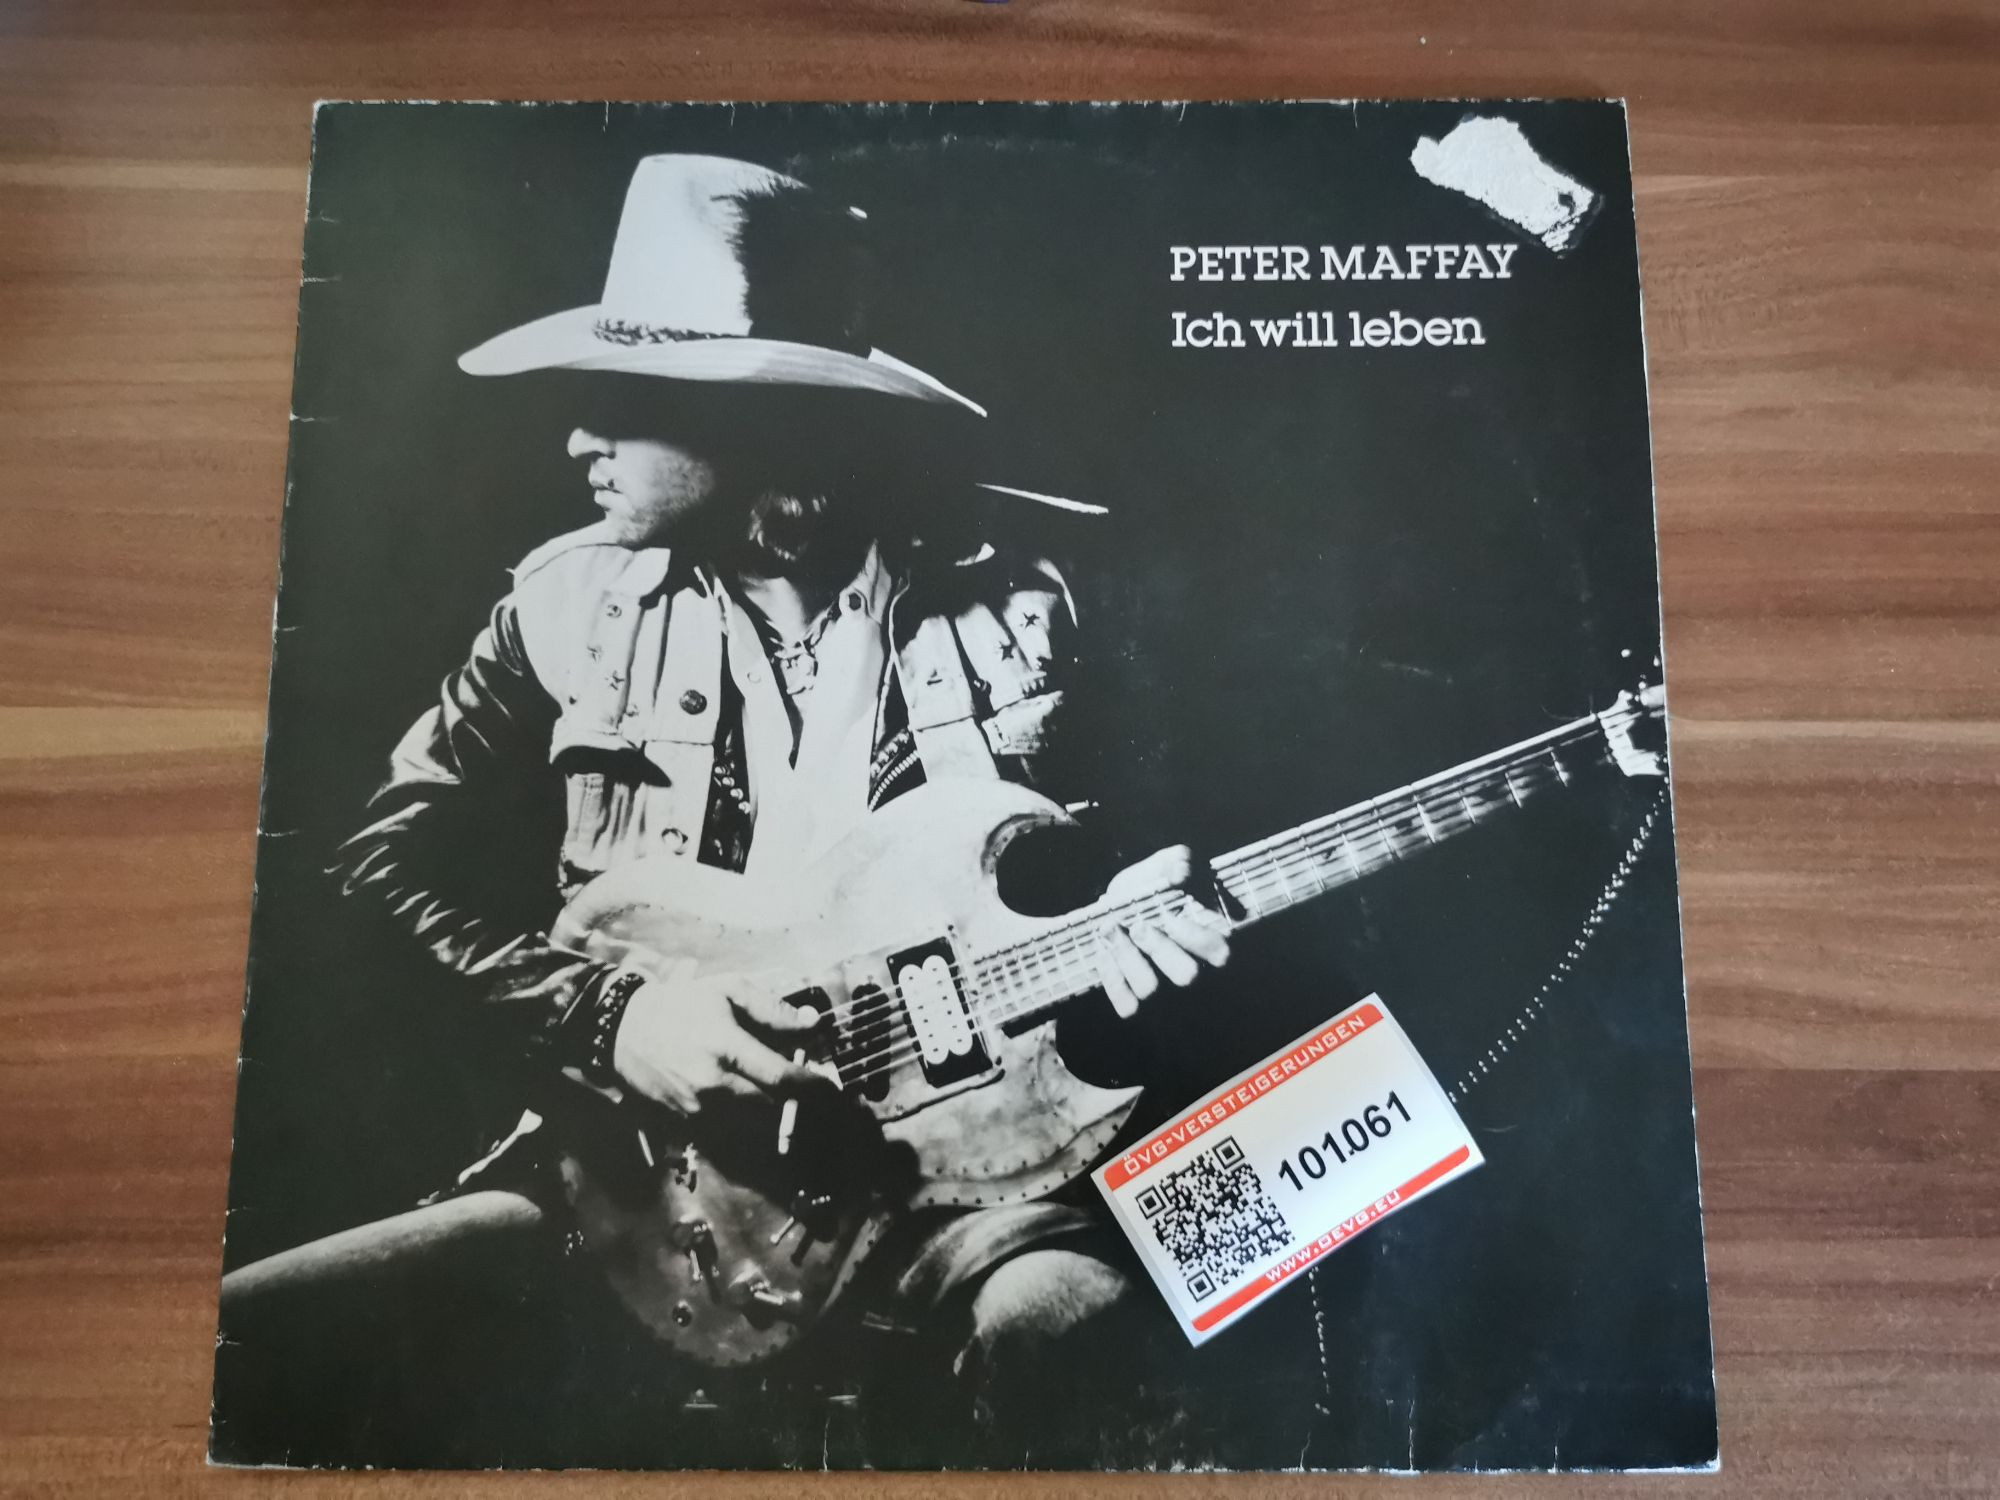 PETER MAFFAY
Ich will leben
ÖVG-VERSTEIGERUNGEN
101.061
WWW.OEVG.EU